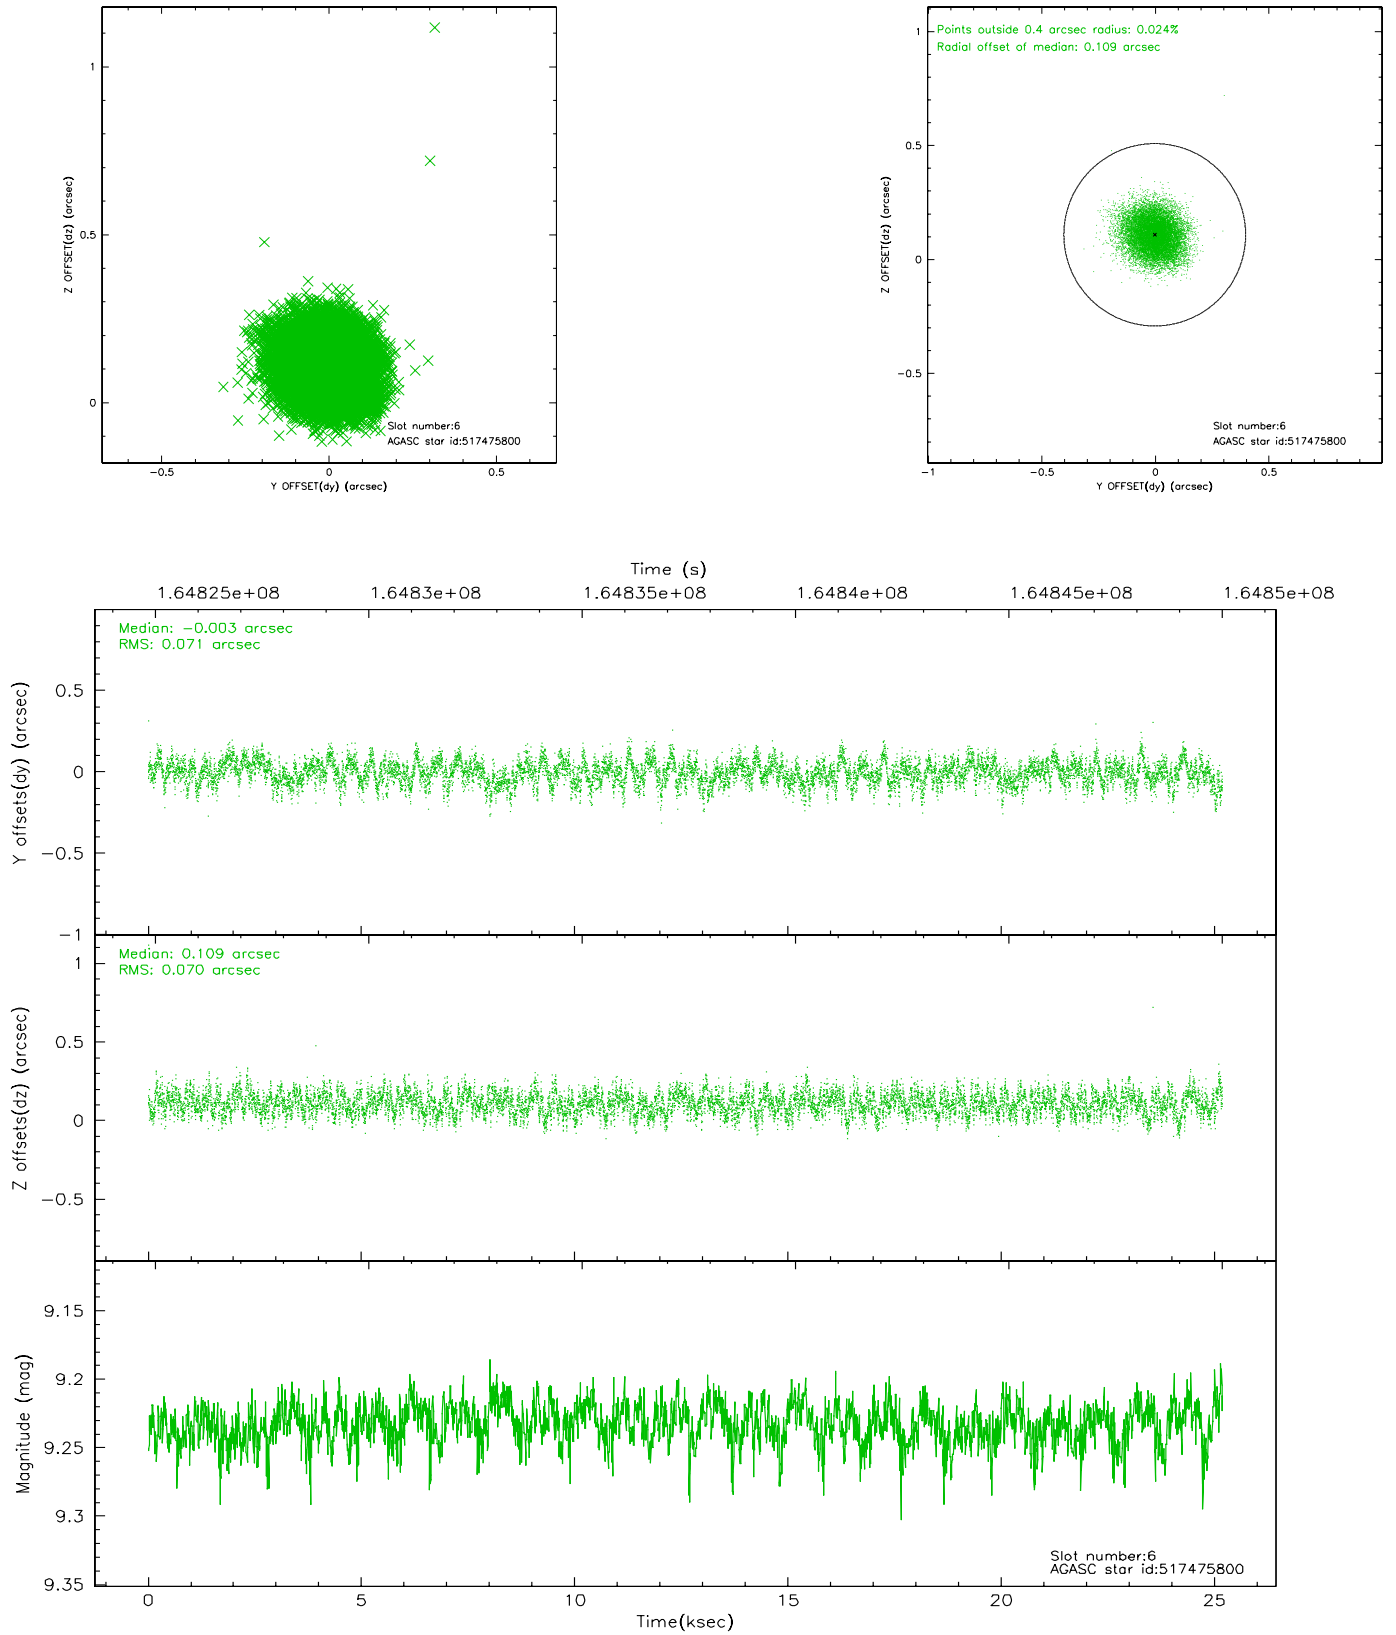 1
0.5
0
−0.5
0
0.5
Z OFFSET(dz) (arcsec)
Y OFFSET(dy) (arcsec)
Slot number:6
AGASC star id:517475800
Points outside 0.4 arcsec radius: 0.024%
Radial offset of median: 0.109 arcsec
1
0.5
0
−0.5
−1
−0.5
0
0.5
Z OFFSET(dz) (arcsec)
Y OFFSET(dy) (arcsec)
Slot number:6
AGASC star id:517475800
Time (s)
1.64825e+08
1.6483e+08
1.64835e+08
1.6484e+08
1.64845e+08
1.6485e+08
Median: −0.003 arcsec
RMS: 0.071 arcsec
0.5
0
−0.5
−1
Y offsets(dy) (arcsec)
Median: 0.109 arcsec
RMS: 0.070 arcsec
1
0.5
0
−0.5
Z offsets(dz) (arcsec)
9.15
9.2
9.25
9.3
9.35
Magnitude (mag)
Slot number:6
AGASC star id:517475800
0
5
10
15
20
25
Time(ksec)